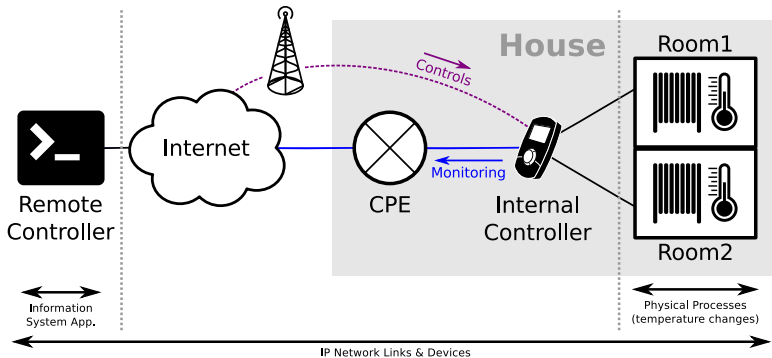 House
Room1
Controls
Internet
Monitoring
Remote
Controller
CPE
Internal
Controller
Room2
Information
System App.
Physical Processes
(temperature changes)
IP Network Links & Devices